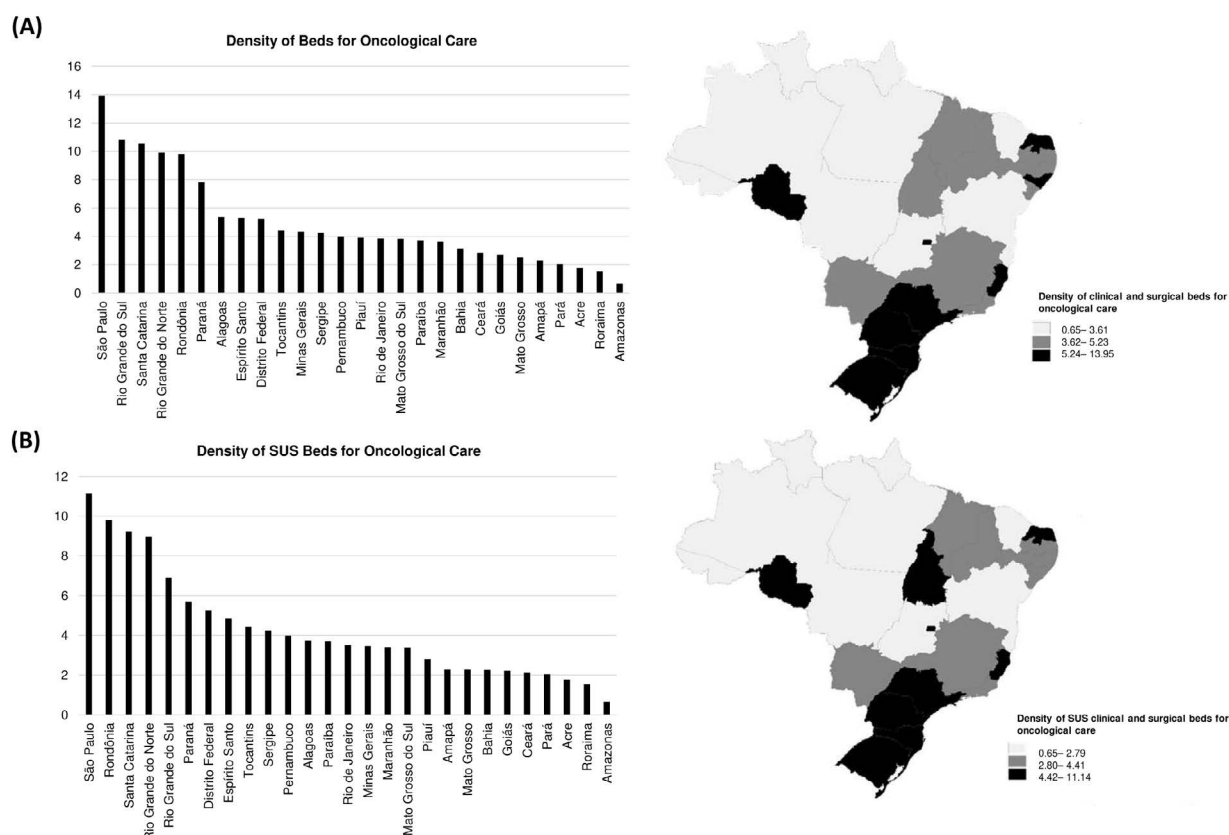 (A)
Density of Beds for Oncological Care
16
14
12
10
8
6
4
2
0
São Paulo
Rio Grande do Sul
Santa Catarina
Rio Grande do Norte
Rondônia
Paraná
Alagoas
Espírito Santo
Distrito Federal
Tocantins
Minas Gerais
Sergipe
Pernambuco
Piauí
Rio de Janeiro
Mato Grosso do Sul
Paraíba
Maranhão
Bahia
Ceará
Goiás
Mato Grosso
Amapá
Pará
Acre
Roraima
Amazonas
Density of clinical and surgical beds for
oncological care
0.65– 3.61
3.62– 5.23
5.24– 13.95
(B)
Density of SUS Beds for Oncological Care
12
10
8
6
4
2
0
São Paulo
Rondônia
Santa Catarina
Rio Grande do Norte
Rio Grande do Sul
Paraná
Distrito Federal
Espírito Santo
Tocantins
Sergipe
Pernambuco
Alagoas
Paraíba
Rio de Janeiro
Minas Gerais
Maranhão
Mato Grosso do Sul
Piauí
Amapá
Mato Grosso
Bahia
Goiás
Ceará
Pará
Acre
Roraima
Amazonas
Density of SUS clinical and surgical beds for
oncological care
0.65– 2.79
2.80– 4.41
4.42– 11.14